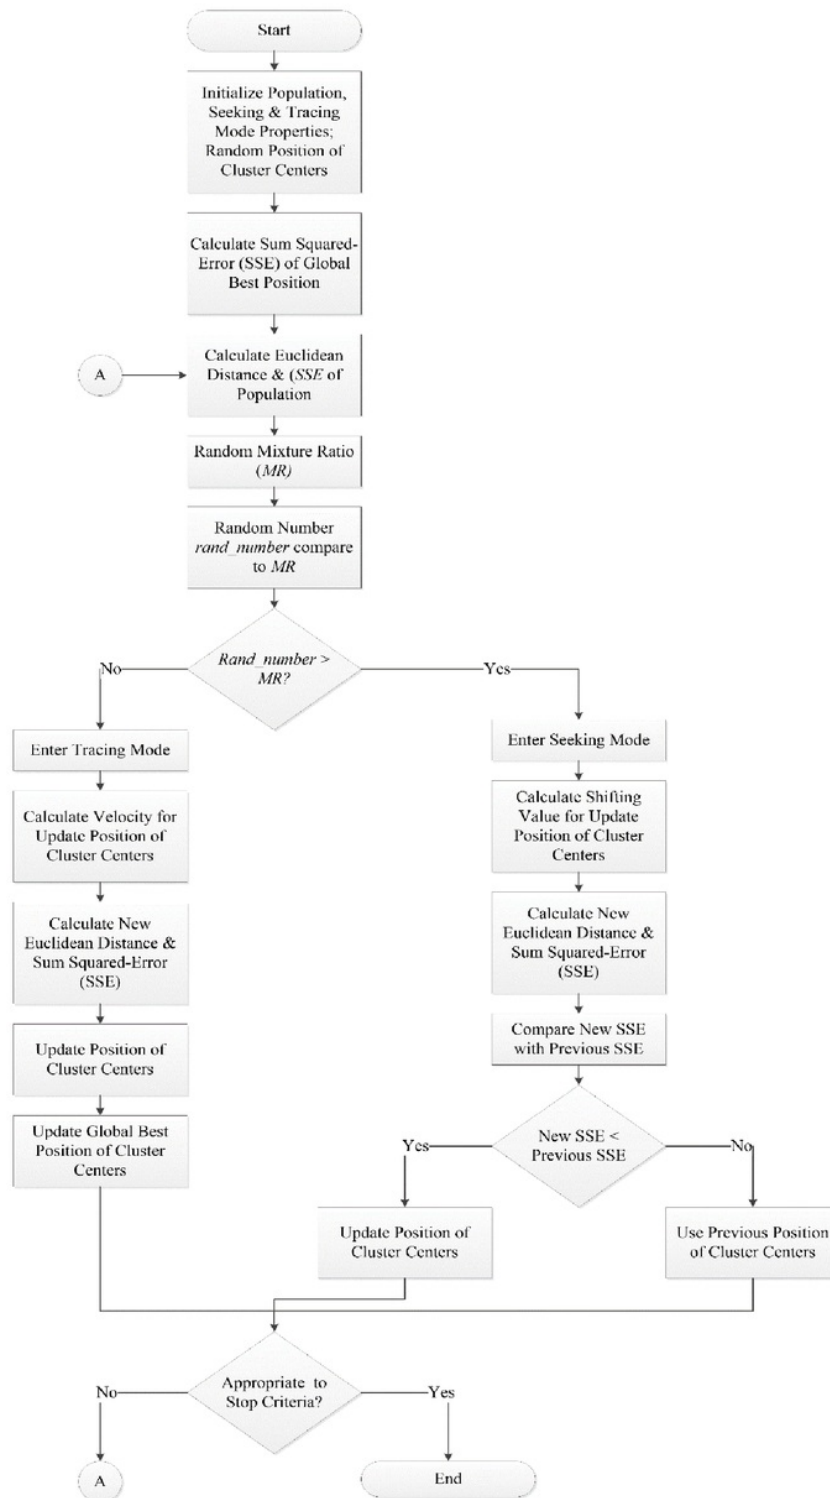 Start
Initialize Population,
Seeking & Tracing
Mode Properties;
Random Position of
Cluster Centers
Calculate Sum Squared-
Error (SSE) of Global
Best Position
A
Calculate Euclidean
Distance & (SSE of
Population
Random Mixture Ratio
(MR)
Random Number
rand_number compare
to MR
Rand_number >
MR?
No
Yes
Enter Tracing Mode
Calculate Velocity for
Update Position of
Cluster Centers
Calculate New
Euclidean Distance &
Sum Squared-Error
(SSE)
Update Position of
Cluster Centers
Update Global Best
Position of Cluster
Centers
Enter Seeking Mode
Calculate Shifting
Value for Update
Position of Cluster
Centers
Calculate New
Euclidean Distance &
Sum Squared-Error
(SSE)
Compare New SSE
with Previous SSE
New SSE <
Previous SSE
Yes
No
Update Position of
Cluster Centers
Use Previous Position
of Cluster Centers
Appropriate to
Stop Criteria?
No
Yes
A
End